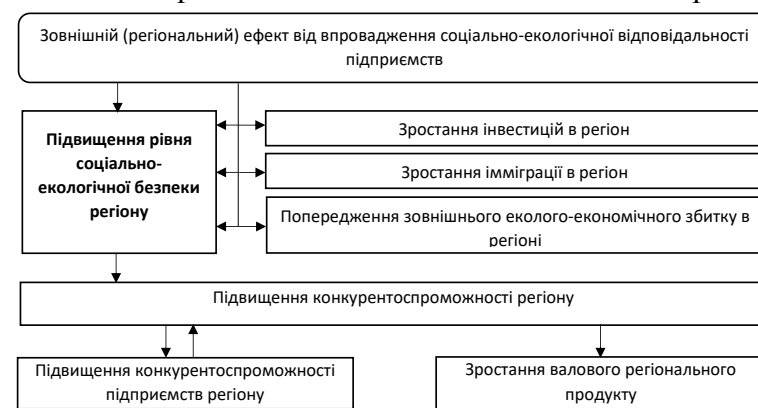 Зовнішній (регіональний) ефект від впровадження соціально-екологічної відповідальності
підприємств
Підвищення рівня
соціально-
екологічної безпеки
регіону
Зростання інвестицій в регіон
Зростання імміграції в регіон
Попередження зовнішнього еколого-економічного збитку в
регіоні
Підвищення конкурентоспроможності регіону
Підвищення конкурентоспроможності
підприємств регіону
Зростання валового регіонального
продукту